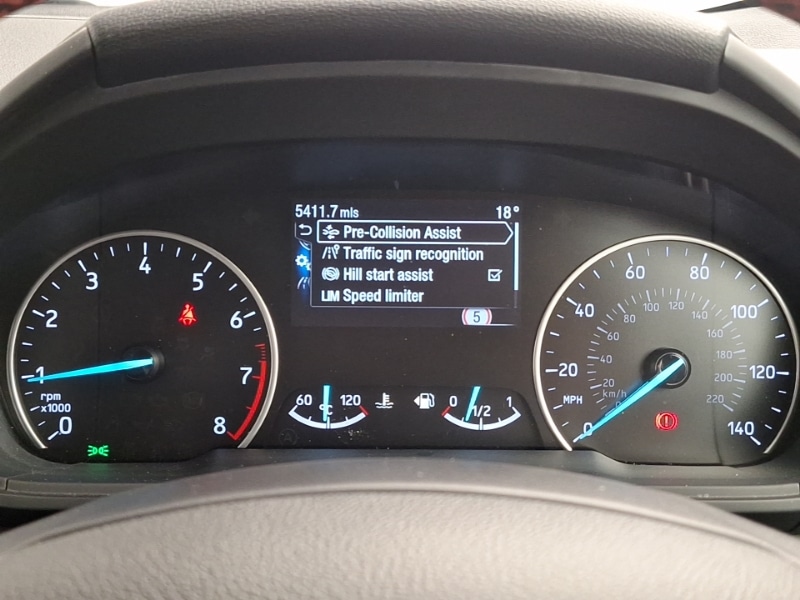 5411.7 mls 18°
Pre-Collision Assist
Traffic sign recognition
Hill start assist
LIM Speed limiter
5
0 1 2 3 4 5 6 7 8
rpm
x1000
60 °C 120
0 1/2 1
0 20 40 60 80 100 120 140
MPH
0 20 40 60 80 100 120 140 160 180 200 220
km/h